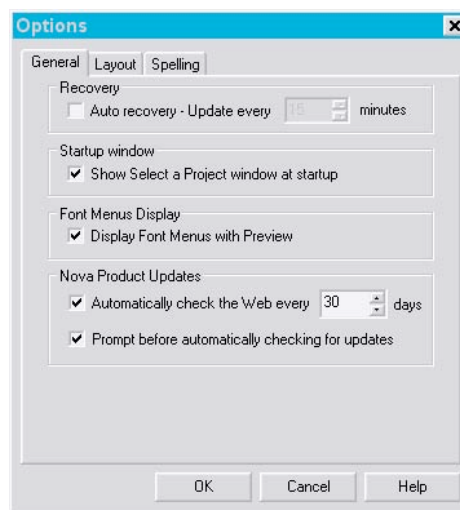 Options
General Layout Spelling
Recovery
Auto recovery - Update every 15 minutes
Startup window
Show Select a Project window at startup
Font Menus Display
Display Font Menus with Preview
Nova Product Updates
Automatically check the Web every 30 days
Prompt before automatically checking for updates
OK Cancel Help